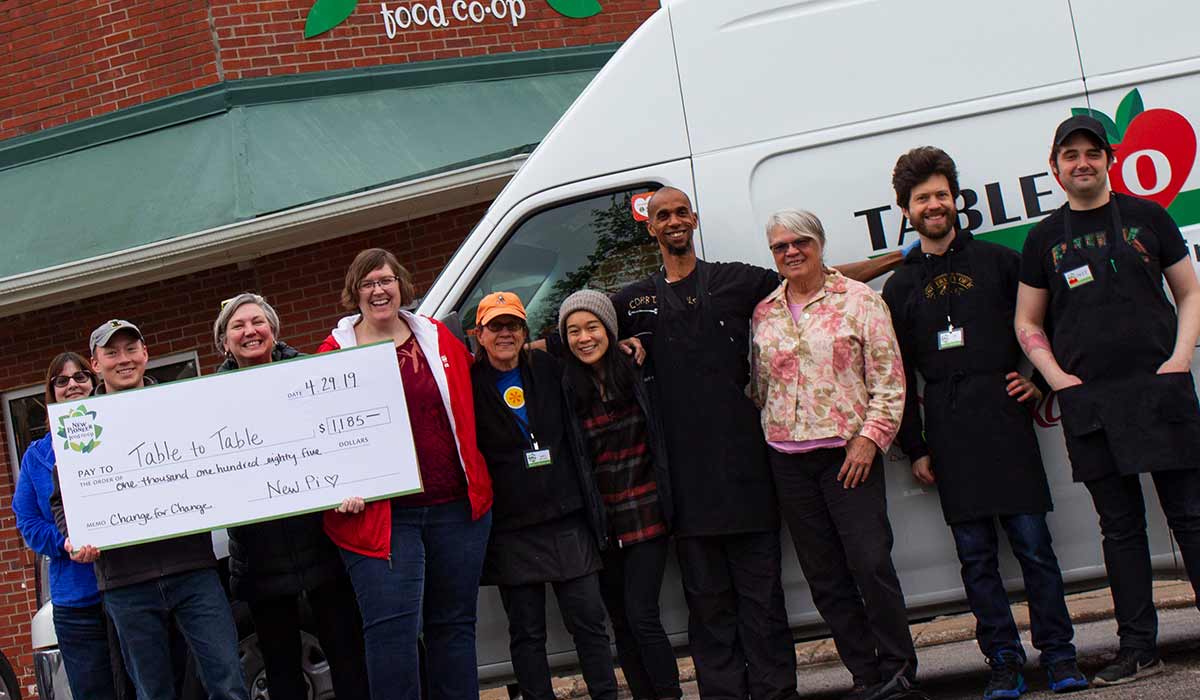 food co·op
TABLE to
DATE 4.29.19
NEW PIONEER
food co·op
PAY TO Table to Table $ 1,185—
THE ORDER OF one thousand one hundred eighty five DOLLARS
MEMO Change for Change. New Pi ♡